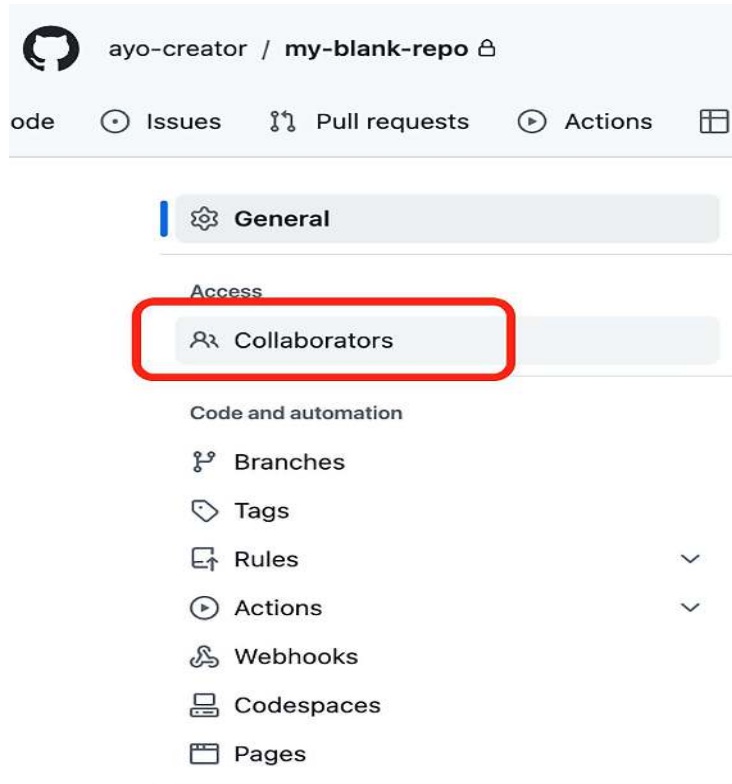 ayo-creator / my-blank-repo
ode Issues Pull requests Actions
General
Access
Collaborators
Code and automation
Branches
Tags
Rules
Actions
Webhooks
Codespaces
Pages